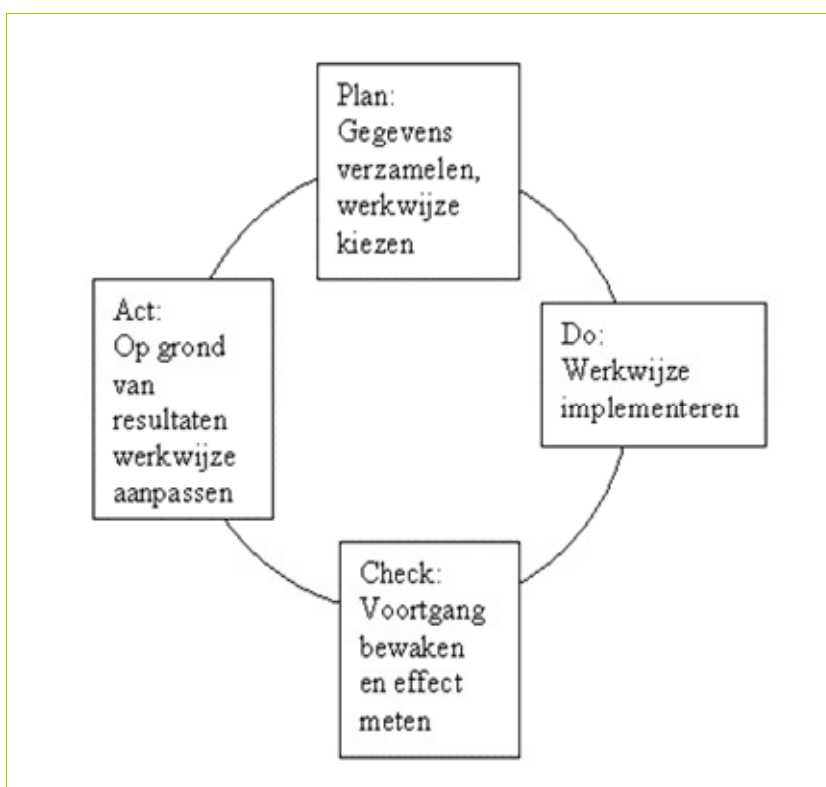 Plan:
Gegevens
verzamelen,
werkwijze
kiezen
Do:
Werkwijze
implementeren
Check:
Voortgang
bewaken
en effect
meten
Act:
Op grond
van
resultaten
werkwijze
aanpassen